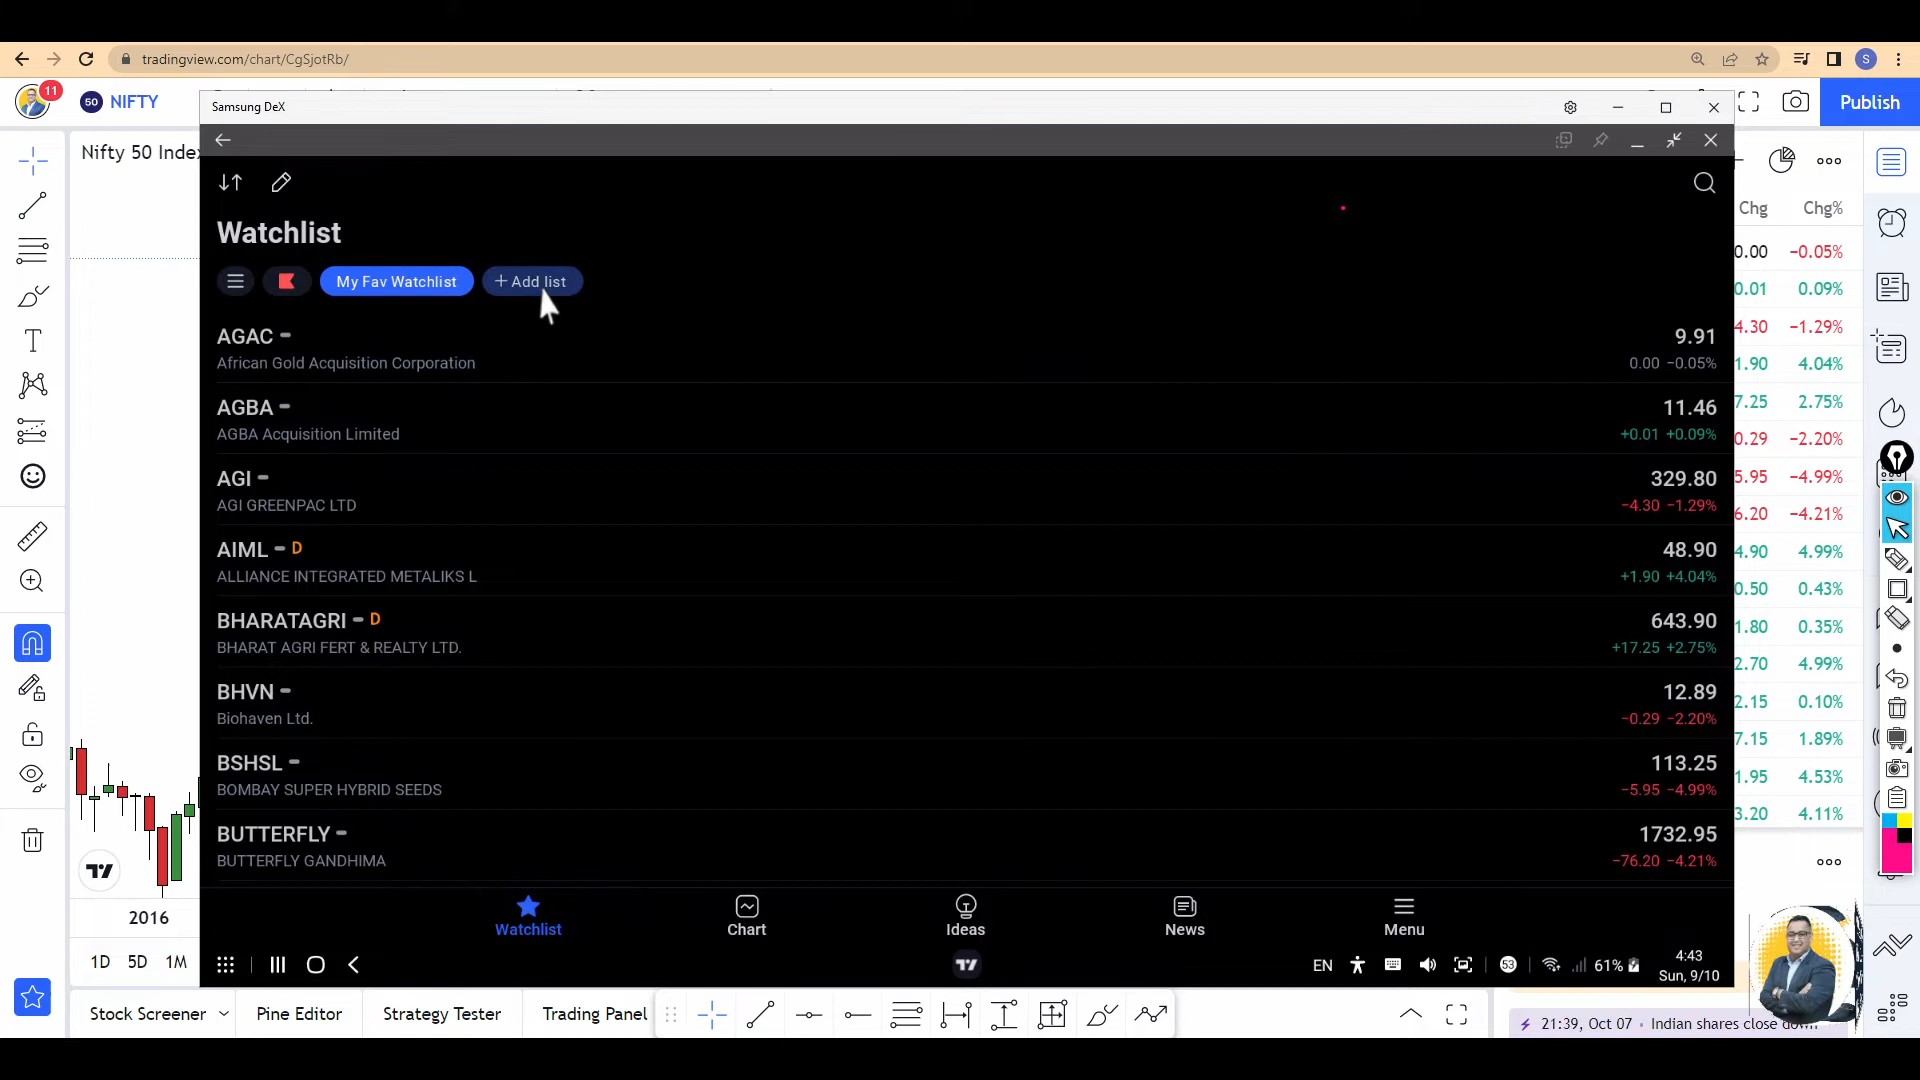 tradingview.com/chart/CgSjotRb/
S
11
50 NIFTY
Publish
Samsung DeX
Nifty 50 Index
Watchlist
My Fav Watchlist
+ Add list
AGAC
African Gold Acquisition Corporation
9.91
0.00 −0.05%
AGBA
AGBA Acquisition Limited
11.46
+0.01 +0.09%
AGI
AGI GREENPAC LTD
329.80
−4.30 −1.29%
AIML D
ALLIANCE INTEGRATED METALIKS L
48.90
+1.90 +4.04%
BHARATAGRI D
BHARAT AGRI FERT & REALTY LTD.
643.90
+17.25 +2.75%
BHVN
Biohaven Ltd.
12.89
−0.29 −2.20%
BSHSL
BOMBAY SUPER HYBRID SEEDS
113.25
−5.95 −4.99%
BUTTERFLY
BUTTERFLY GANDHIMA
1732.95
−76.20 −4.21%
Watchlist
Chart
Ideas
News
Menu
EN
53
61%
4:43
Sun, 9/10
Chg Chg%
0.00 −0.05%
0.01 0.09%
4.30 −1.29%
1.90 4.04%
7.25 2.75%
0.29 −2.20%
5.95 −4.99%
6.20 −4.21%
4.90 4.99%
0.50 0.43%
1.80 0.35%
2.70 4.99%
2.15 0.10%
7.15 1.89%
1.95 4.53%
3.20 4.11%
2016
1D 5D 1M
Stock Screener
Pine Editor
Strategy Tester
Trading Panel
21:39, Oct 07 · Indian shares close down